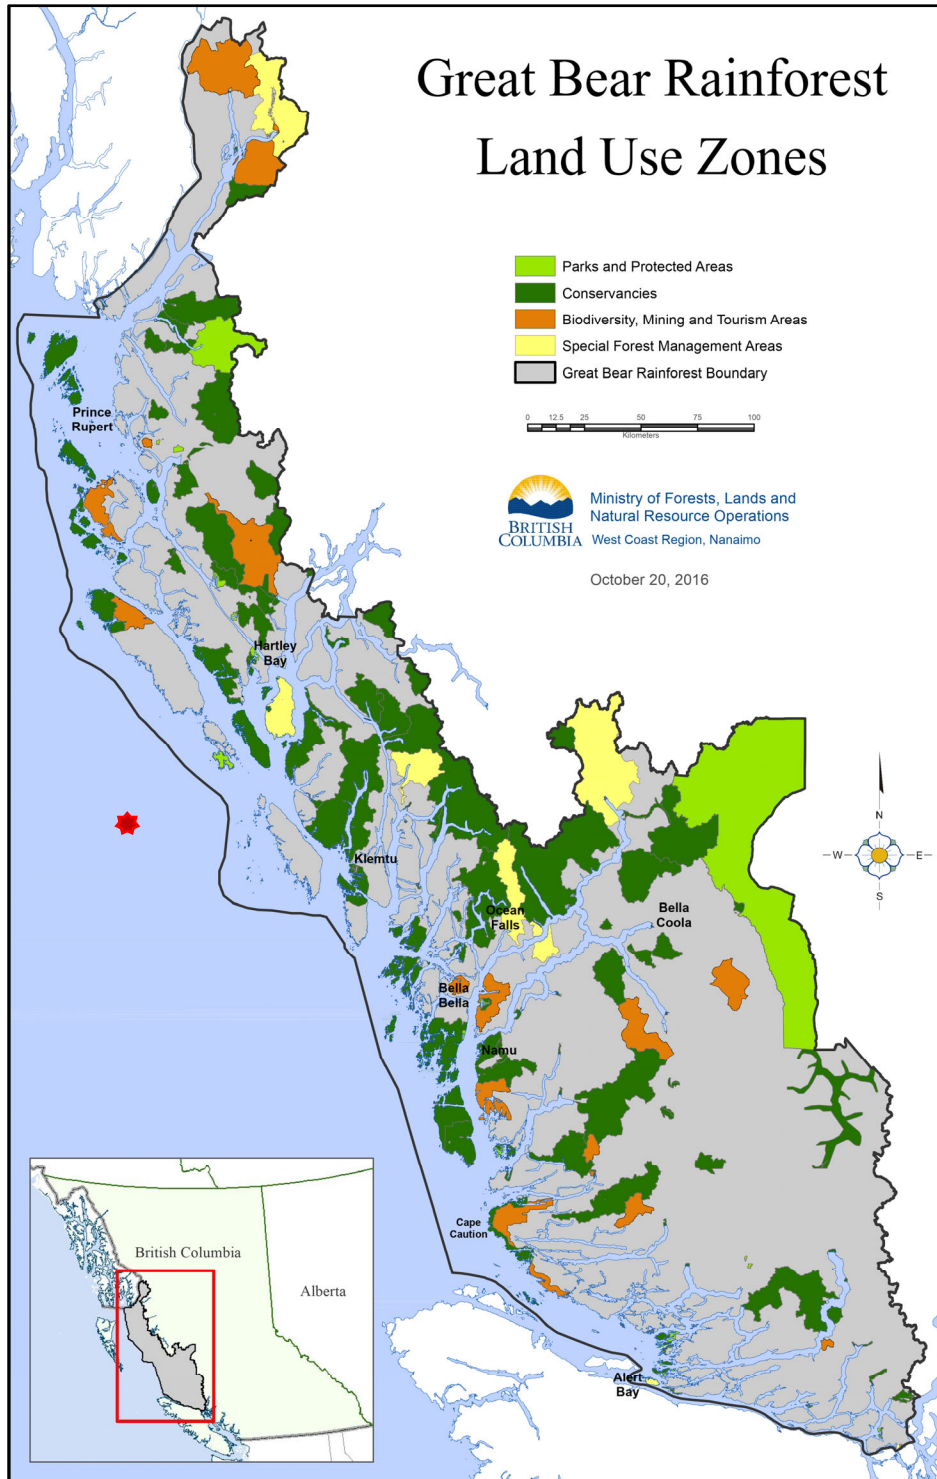 Great Bear Rainforest
Land Use Zones
Parks and Protected Areas
Conservancies
Biodiversity, Mining and Tourism Areas
Special Forest Management Areas
Great Bear Rainforest Boundary
0 12.5 25 50 75 100
Kilometers
BRITISH
COLUMBIA
Ministry of Forests, Lands and
Natural Resource Operations
West Coast Region, Nanaimo
October 20, 2016
Prince
Rupert
Hartley
Bay
Klemtu
Ocean
Falls
Bella
Coola
Bella
Bella
Namu
Cape
Caution
Alert
Bay
N
W E
S
British Columbia
Alberta